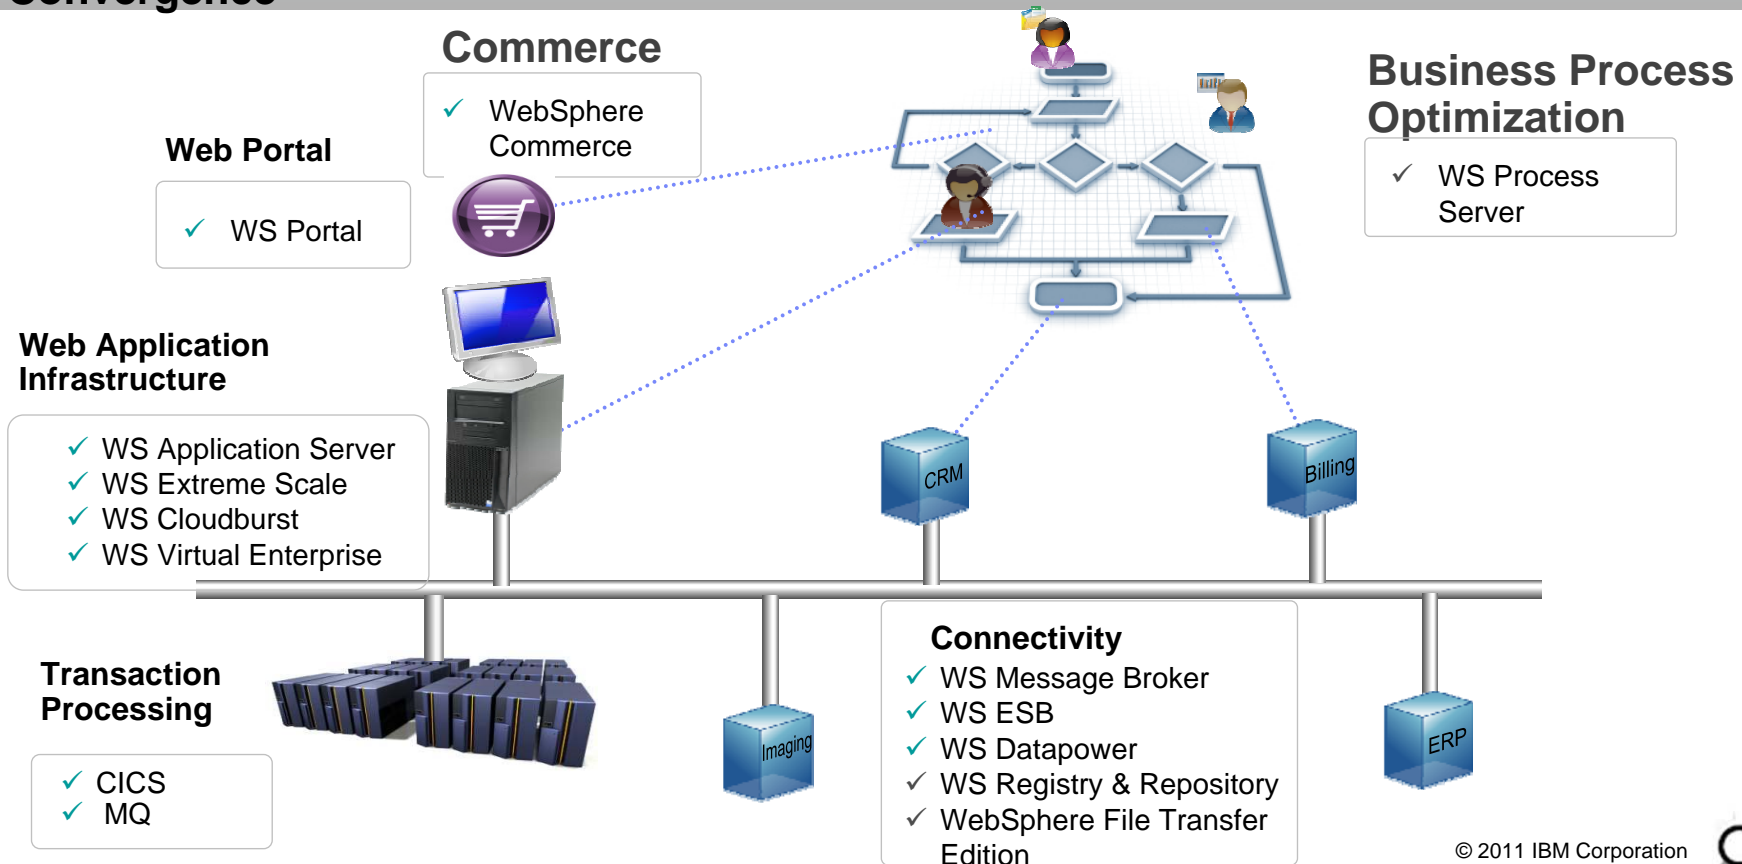 Convergence
Commerce
✓ WebSphere
Commerce
Business Process
Optimization
✓ WS Process
Server
Web Portal
✓ WS Portal
Web Application
Infrastructure
✓ WS Application Server
✓ WS Extreme Scale
✓ WS Cloudburst
✓ WS Virtual Enterprise
CRM
Billing
Transaction
Processing
✓ CICS
✓ MQ
Imaging
Connectivity
✓ WS Message Broker
✓ WS ESB
✓ WS Datapower
✓ WS Registry & Repository
✓ WebSphere File Transfer
Edition
ERP
© 2011 IBM Corporation